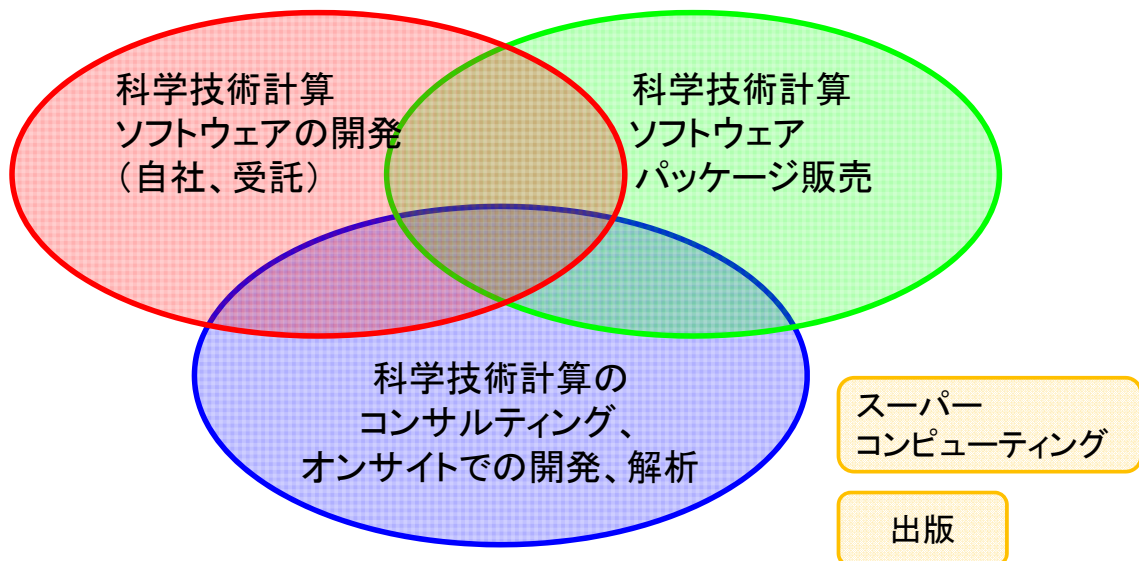 科学技術計算
ソフトウェアの開発
（自社、受託）
科学技術計算
ソフトウェア
パッケージ販売
科学技術計算の
コンサルティング、
オンサイトでの開発、解析
スーパー
コンピューティング
出版